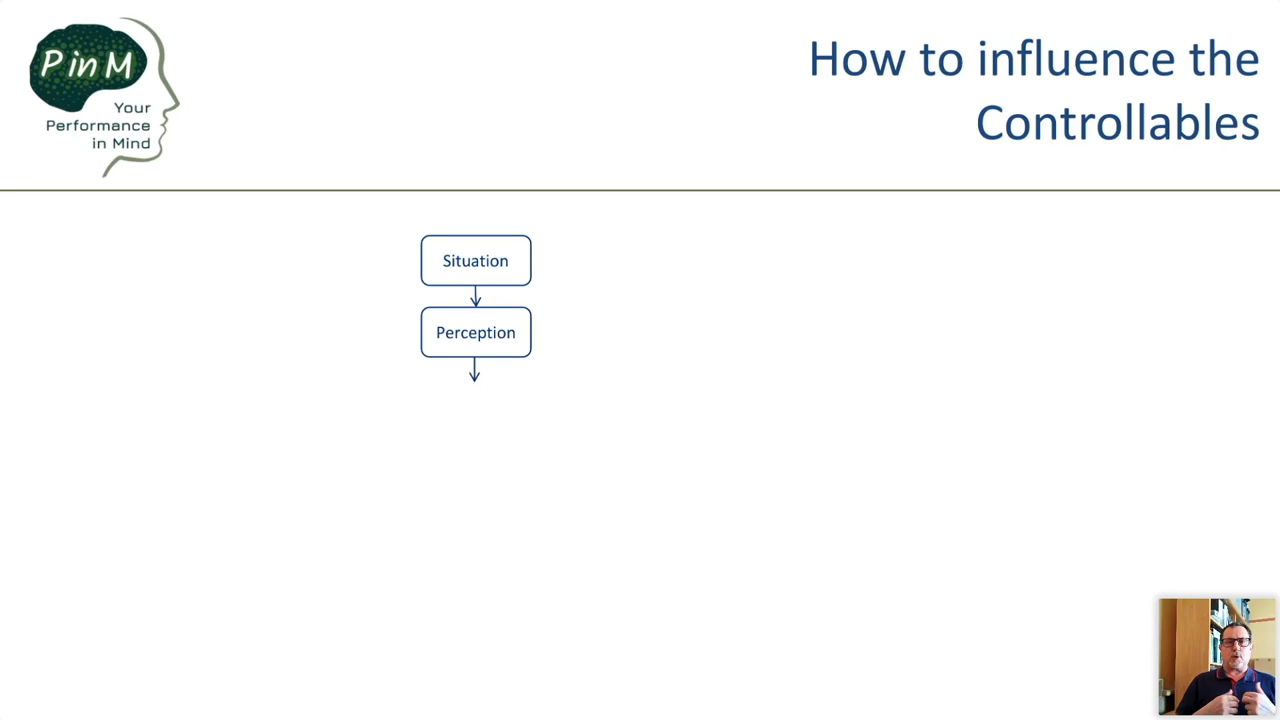 P in M
Your
Performance
in Mind
How to influence the
Controllables
Situation
Perception